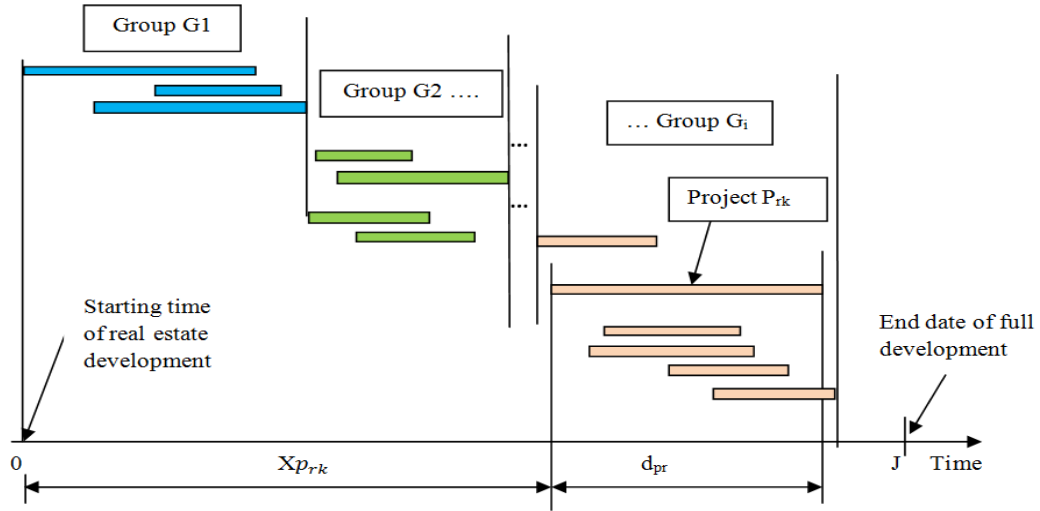 Group G1
Group G2 ....
... Group Gi
...
...
Project Prk
Starting time
of real estate
development
End date of full
development
0
Xprk
dpr
J
Time